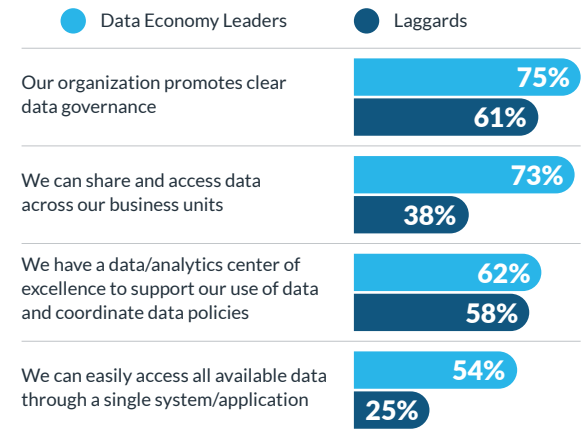 Data Economy Leaders
Laggards
Our organization promotes clear
data governance
75%
61%
We can share and access data
across our business units
73%
38%
We have a data/analytics center of
excellence to support our use of data
and coordinate data policies
62%
58%
We can easily access all available data
through a single system/application
54%
25%